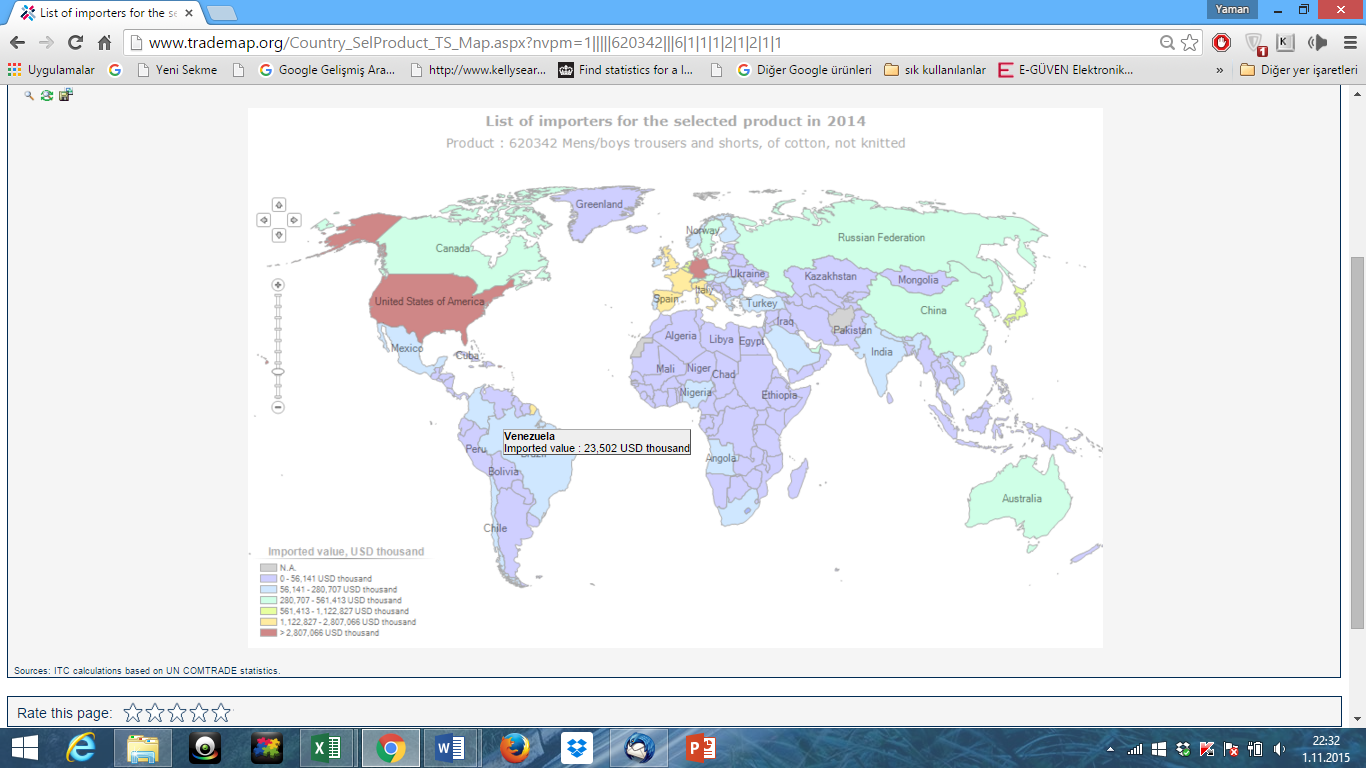 List of importers for the se
Yaman
www.trademap.org/Country_SelProduct_TS_Map.aspx?nvpm=1|||||620342|||6|1|1|1|2|1|2|1|1
Uygulamalar
Yeni Sekme
Google Gelişmiş Ara...
http://www.kellysear...
Find statistics for a l...
Diğer Google ürünleri
sık kullanılanlar
E-GÜVEN Elektronik...
»
Diğer yer işaretleri
List of importers for the selected product in 2014
Product : 620342 Mens/boys trousers and shorts, of cotton, not knitted
Greenland
Norway
Russian Federation
Canada
Ukraine
Kazakhstan
Mongolia
Italy
United States of America
Spain
Turkey
China
Iraq
Pakistan
Algeria
Libya
Egypt
Mexico
India
Cuba
Mali
Niger
Chad
Nigeria
Ethiopia
Venezuela
Imported value : 23,502 USD thousand
Peru
Brazil
Angola
Bolivia
Australia
Chile
Imported value, USD thousand
N.A.
0 - 56,141 USD thousand
56,141 - 280,707 USD thousand
280,707 - 561,413 USD thousand
561,413 - 1,122,827 USD thousand
1,122,827 - 2,807,066 USD thousand
> 2,807,066 USD thousand
Sources: ITC calculations based on UN COMTRADE statistics.
Rate this page:
22:32
1.11.2015